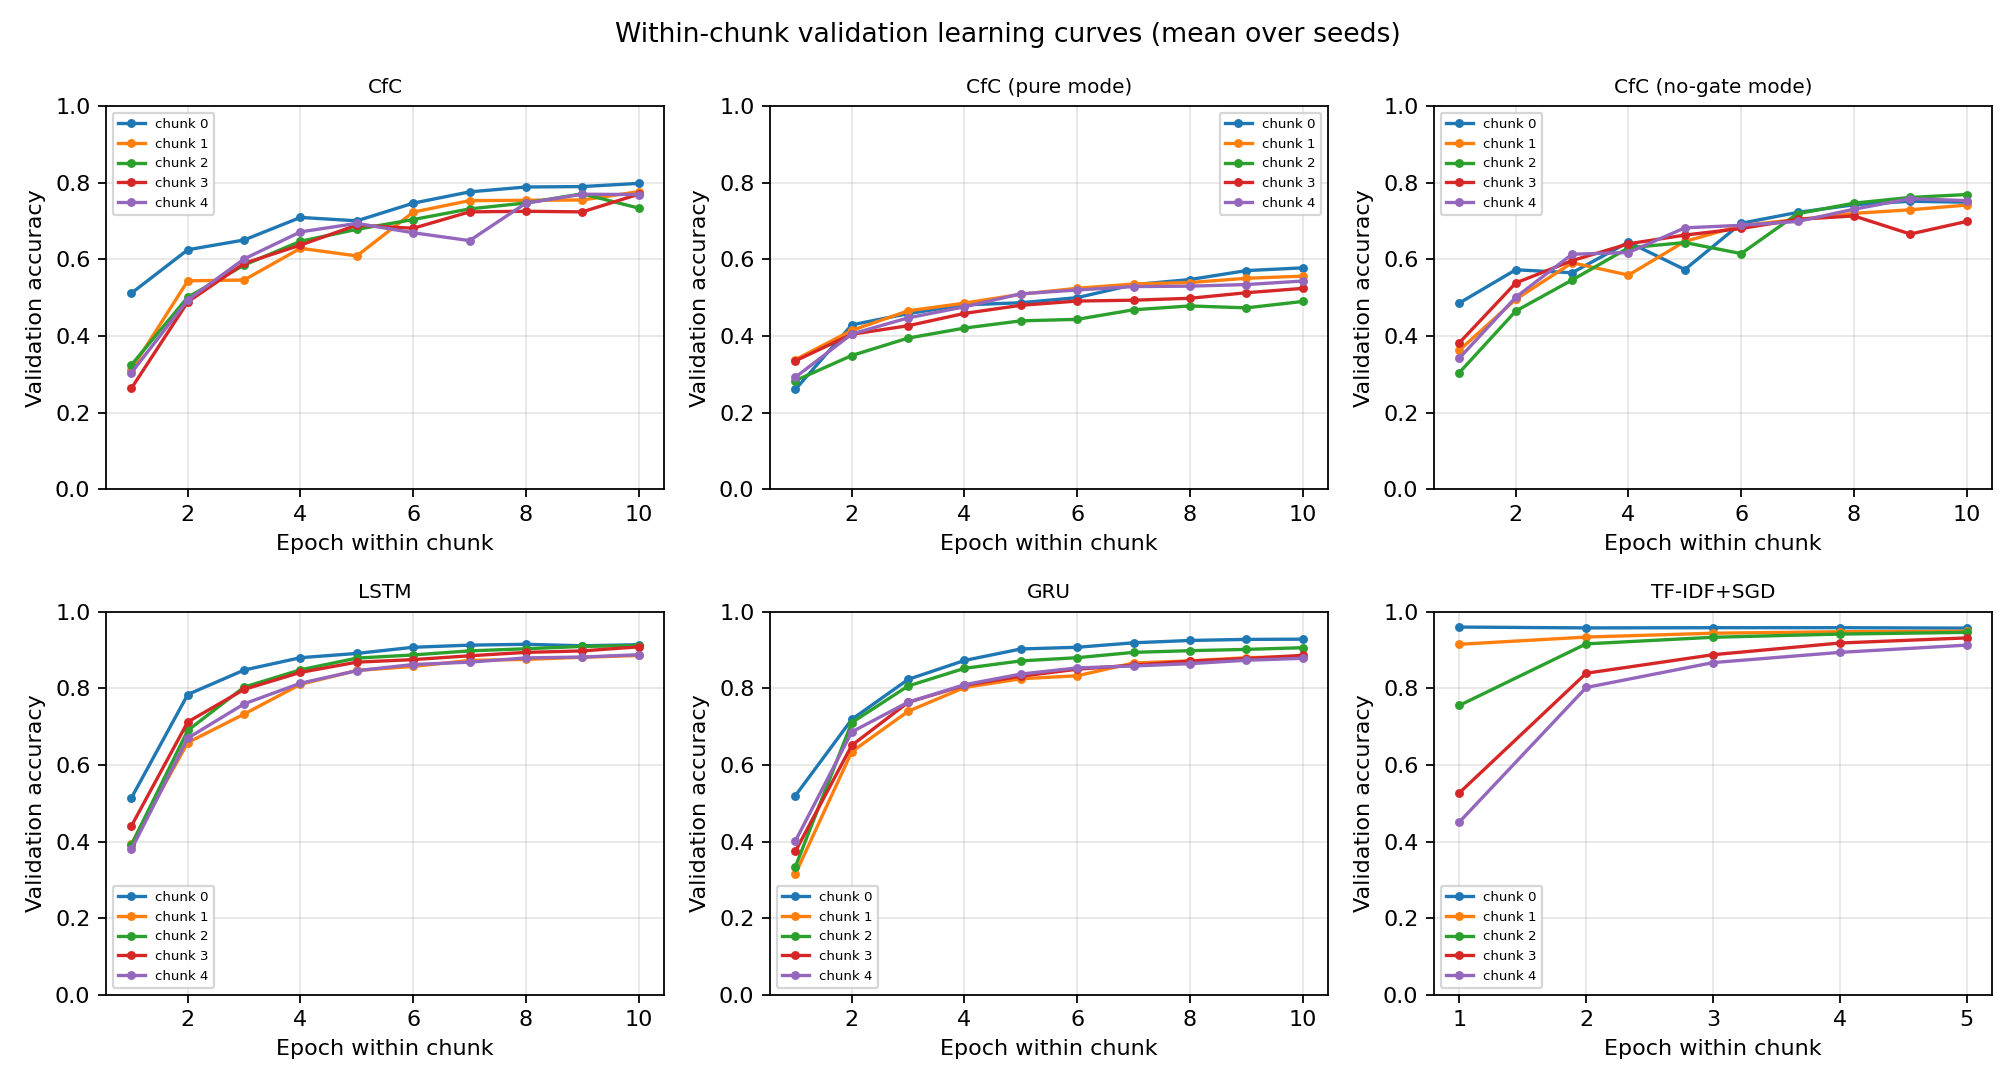 Within-chunk validation learning curves (mean over seeds)
CfC
1.0
0.8
0.6
0.4
0.2
0.0
Validation accuracy
chunk 0
chunk 1
chunk 2
chunk 3
chunk 4
2 4 6 8 10
Epoch within chunk
CfC (pure mode)
1.0
0.8
0.6
0.4
0.2
0.0
Validation accuracy
chunk 0
chunk 1
chunk 2
chunk 3
chunk 4
2 4 6 8 10
Epoch within chunk
CfC (no-gate mode)
1.0
0.8
0.6
0.4
0.2
0.0
Validation accuracy
chunk 0
chunk 1
chunk 2
chunk 3
chunk 4
2 4 6 8 10
Epoch within chunk
LSTM
1.0
0.8
0.6
0.4
0.2
0.0
Validation accuracy
chunk 0
chunk 1
chunk 2
chunk 3
chunk 4
2 4 6 8 10
Epoch within chunk
GRU
1.0
0.8
0.6
0.4
0.2
0.0
Validation accuracy
chunk 0
chunk 1
chunk 2
chunk 3
chunk 4
2 4 6 8 10
Epoch within chunk
TF-IDF+SGD
1.0
0.8
0.6
0.4
0.2
0.0
Validation accuracy
chunk 0
chunk 1
chunk 2
chunk 3
chunk 4
1 2 3 4 5
Epoch within chunk